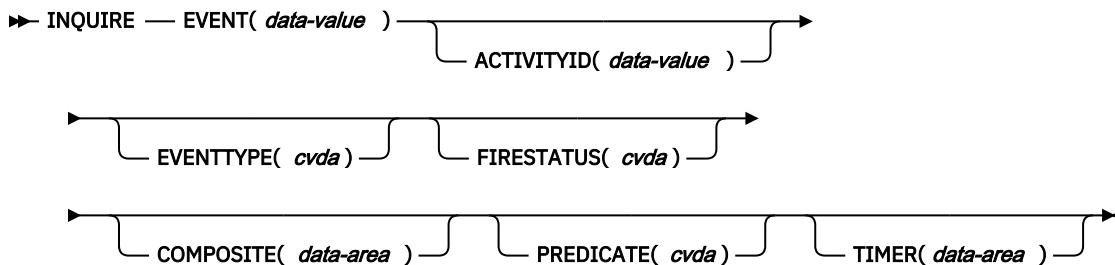 INQUIRE EVENT( data-value )
ACTIVITYID( data-value )
EVENTTYPE( cvda ) FIRESTATUS( cvda )
COMPOSITE( data-area ) PREDICATE( cvda ) TIMER( data-area )